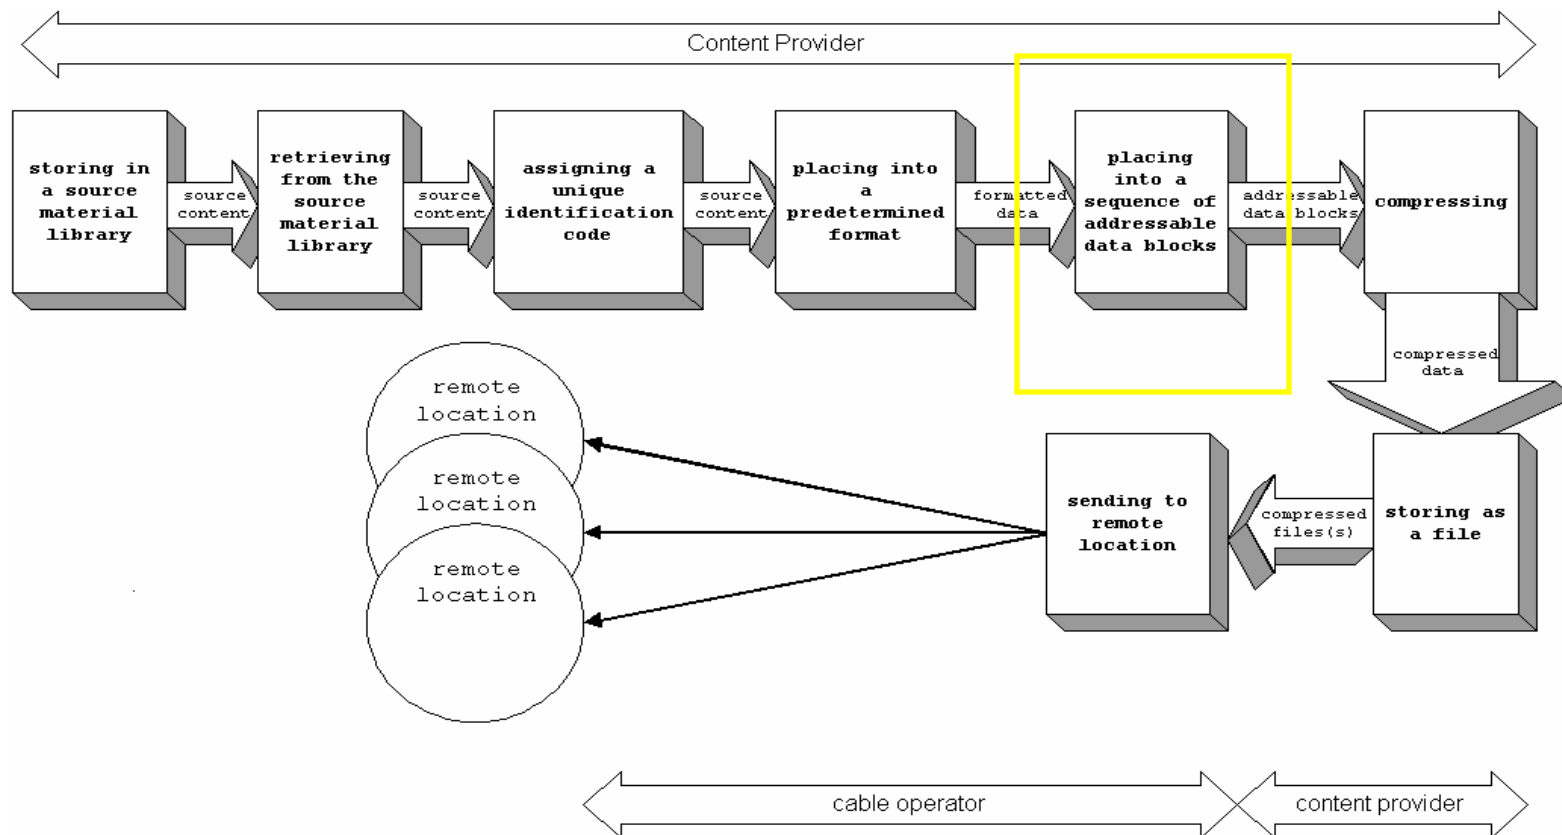 Content Provider
storing in
a source
material
library
source
content
retrieving
from the
source
material
library
source
content
assigning a
unique
identification
code
source
content
placing
into a
predetermined
format
formatted
data
placing
into a
sequence of
addressable
data blocks
addressable
data blocks
compressing
compressed
data
storing as
a file
compressed
files(s)
sending to
remote
location
remote
location
remote
location
remote
location
cable operator
content provider